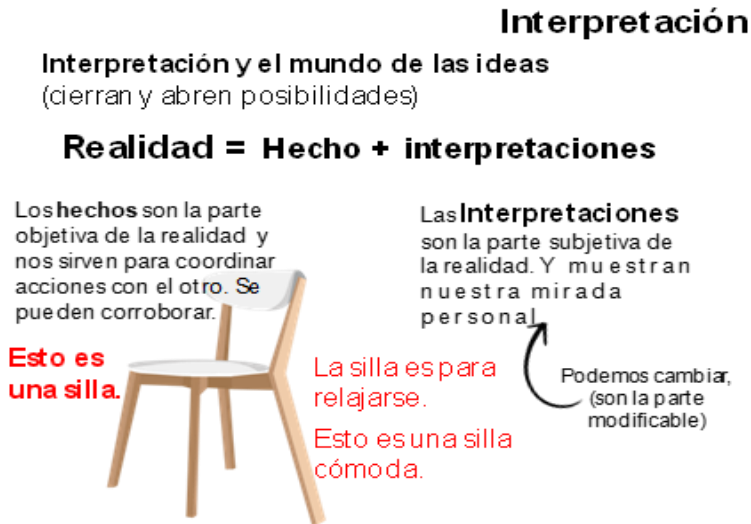 Interpretación
Interpretación y el mundo de las ideas
(cierran y abren posibilidades)
Realidad = Hecho + interpretaciones
Los hechos son la parte
objetiva de la realidad y
nos sirven para coordinar
acciones con el otro. Se
pueden corroborar.
Esto es
una silla.
Las Interpretaciones
son la parte subjetiva de
la realidad. Y muestran
nuestra mirada
personal
La silla es para
relajarse.
Esto es una silla
cómoda.
Podemos cambiar,
(son la parte
modificable)